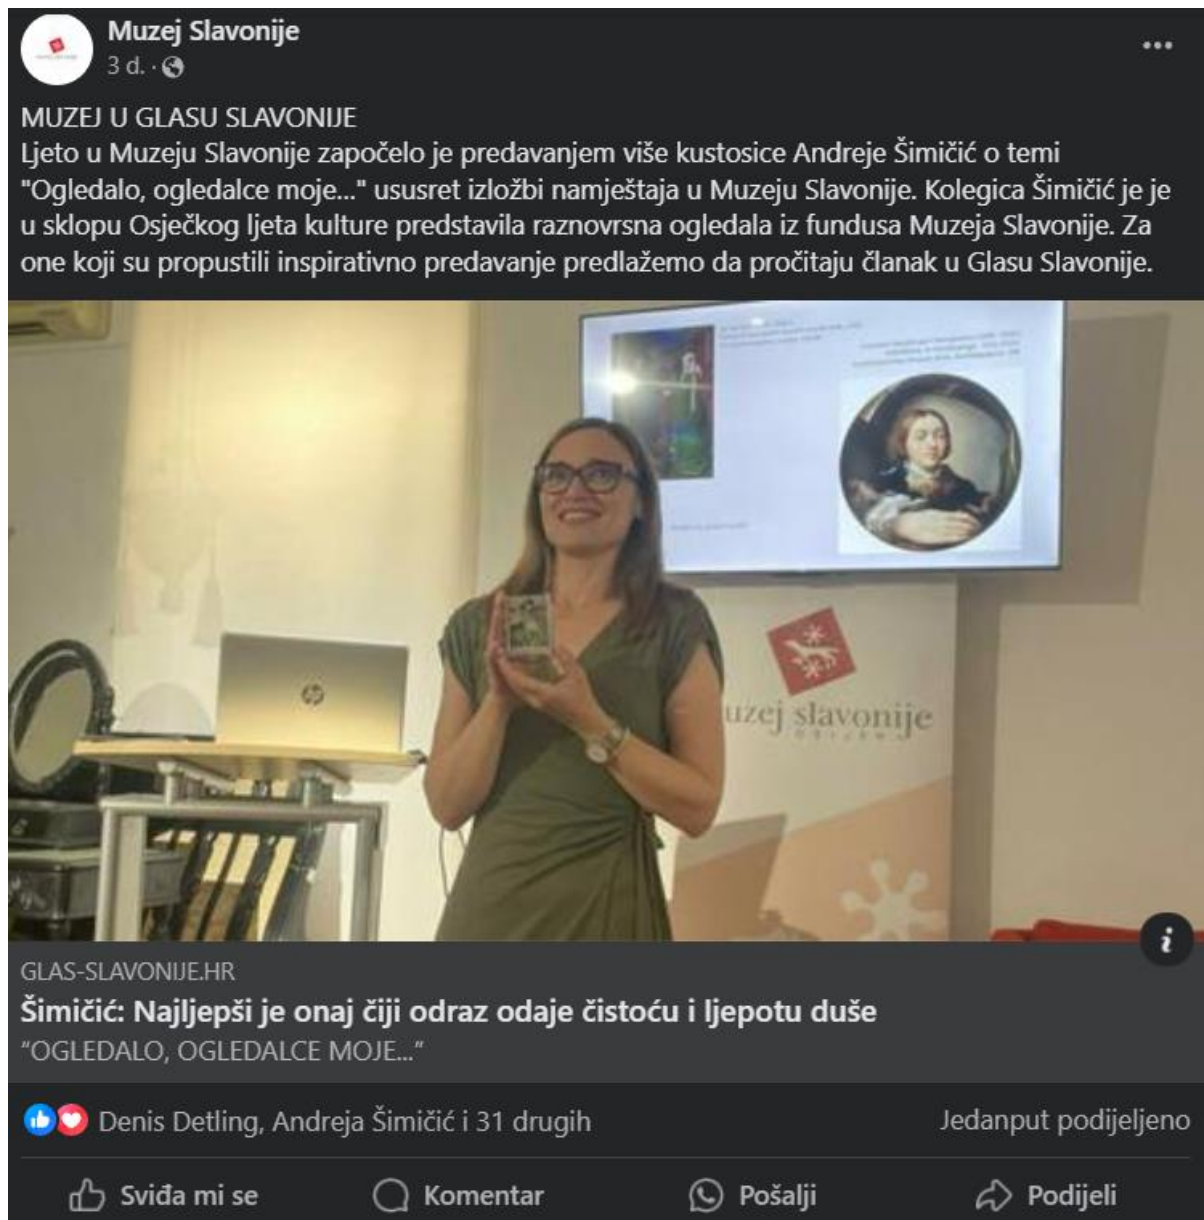 Muzej Slavonije
3 d. ·
MUZEJ U GLASU SLAVONIJE
Ljeto u Muzeju Slavonije započelo je predavanjem više kustosice Andreje Šimičić o temi
"Ogledalo, ogledalce moje..." ususret izložbi namještaja u Muzeju Slavonije. Kolegica Šimičić je je
u sklopu Osječkog ljeta kulture predstavila raznovrsna ogledala iz fundusa Muzeja Slavonije. Za
one koji su propustili inspirativno predavanje predlažemo da pročitaju članak u Glasu Slavonije.
hp
uzej slavonije
GLAS-SLAVONIJE.HR
Šimičić: Najljepši je onaj čiji odraz odaje čistoću i ljepotu duše
“OGLEDALO, OGLEDALCE MOJE...”
Denis Detling, Andreja Šimičić i 31 drugih
Jedanput podijeljeno
Sviđa mi se
Komentar
Pošalji
Podijeli